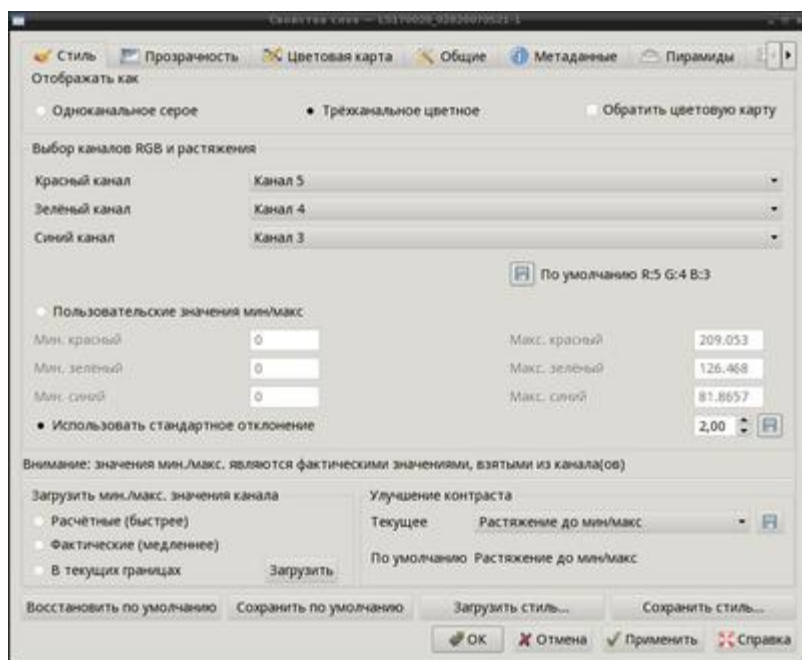 Свойства слоя — L5170028_02820070521-1
Стиль Прозрачность Цветовая карта Общие Метаданные Пирамиды
Отображать как
Одноканальное серое Трёхканальное цветное Обратить цветовую карту
Выбор каналов RGB и растяжения
Красный канал Канал 5
Зелёный канал Канал 4
Синий канал Канал 3
По умолчанию R:5 G:4 B:3
Пользовательские значения мин/макс
Мин. красный 0 Макс. красный 209.053
Мин. зелёный 0 Макс. зелёный 126.468
Мин. синий 0 Макс. синий 81.8657
Использовать стандартное отклонение 2,00
Внимание: значения мин./макс. являются фактическими значениями, взятыми из канала(ов)
Загрузить мин./макс. значения канала Улучшение контраста
Расчётные (быстрее) Текущее Растяжение до мин/макс
Фактические (медленнее)
По умолчанию Растяжение до мин/макс
В текущих границах Загрузить
Восстановить по умолчанию Сохранить по умолчанию Загрузить стиль... Сохранить стиль...
OK Отмена Применить Справка